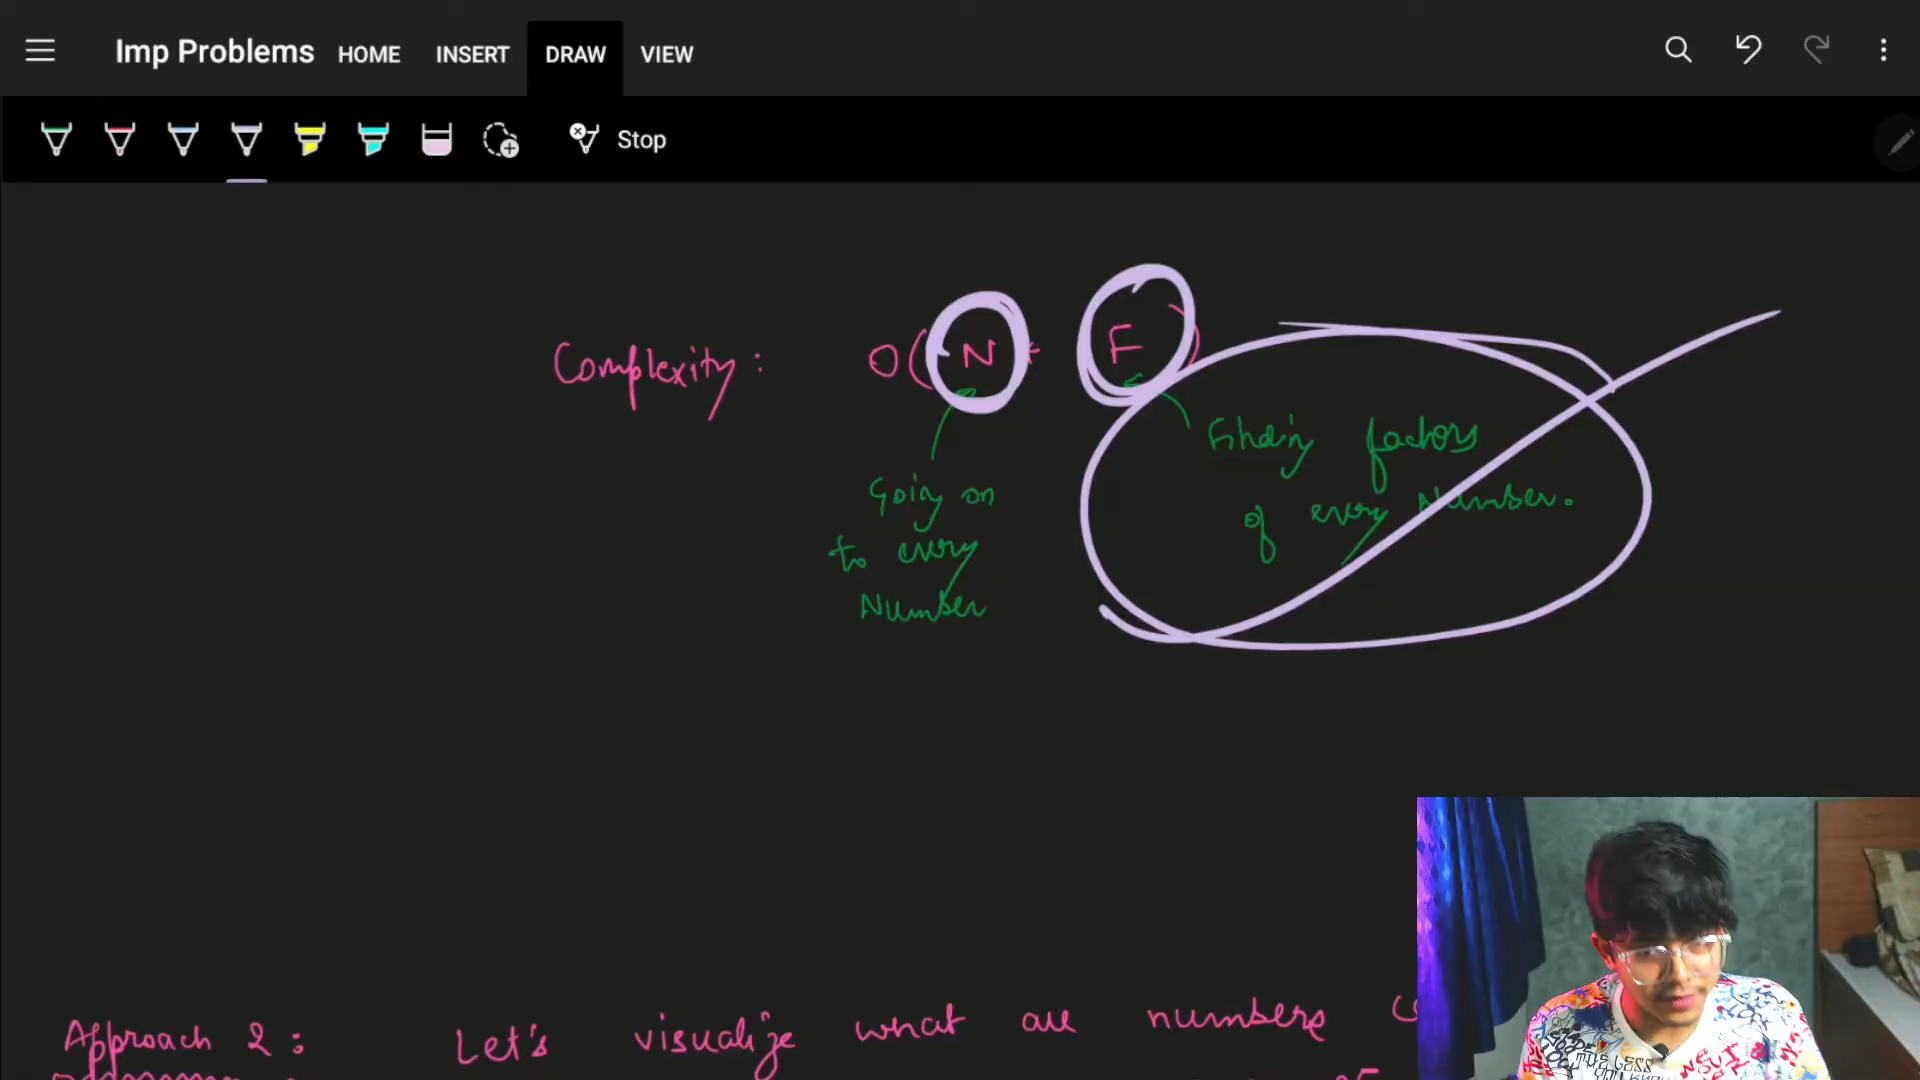 Imp Problems HOME INSERT DRAW VIEW
Stop
Complexity: O(N * F)
Finding factors
of every Number.
Going on
to every
Number
Approach 2: Let's visualize what are numbers